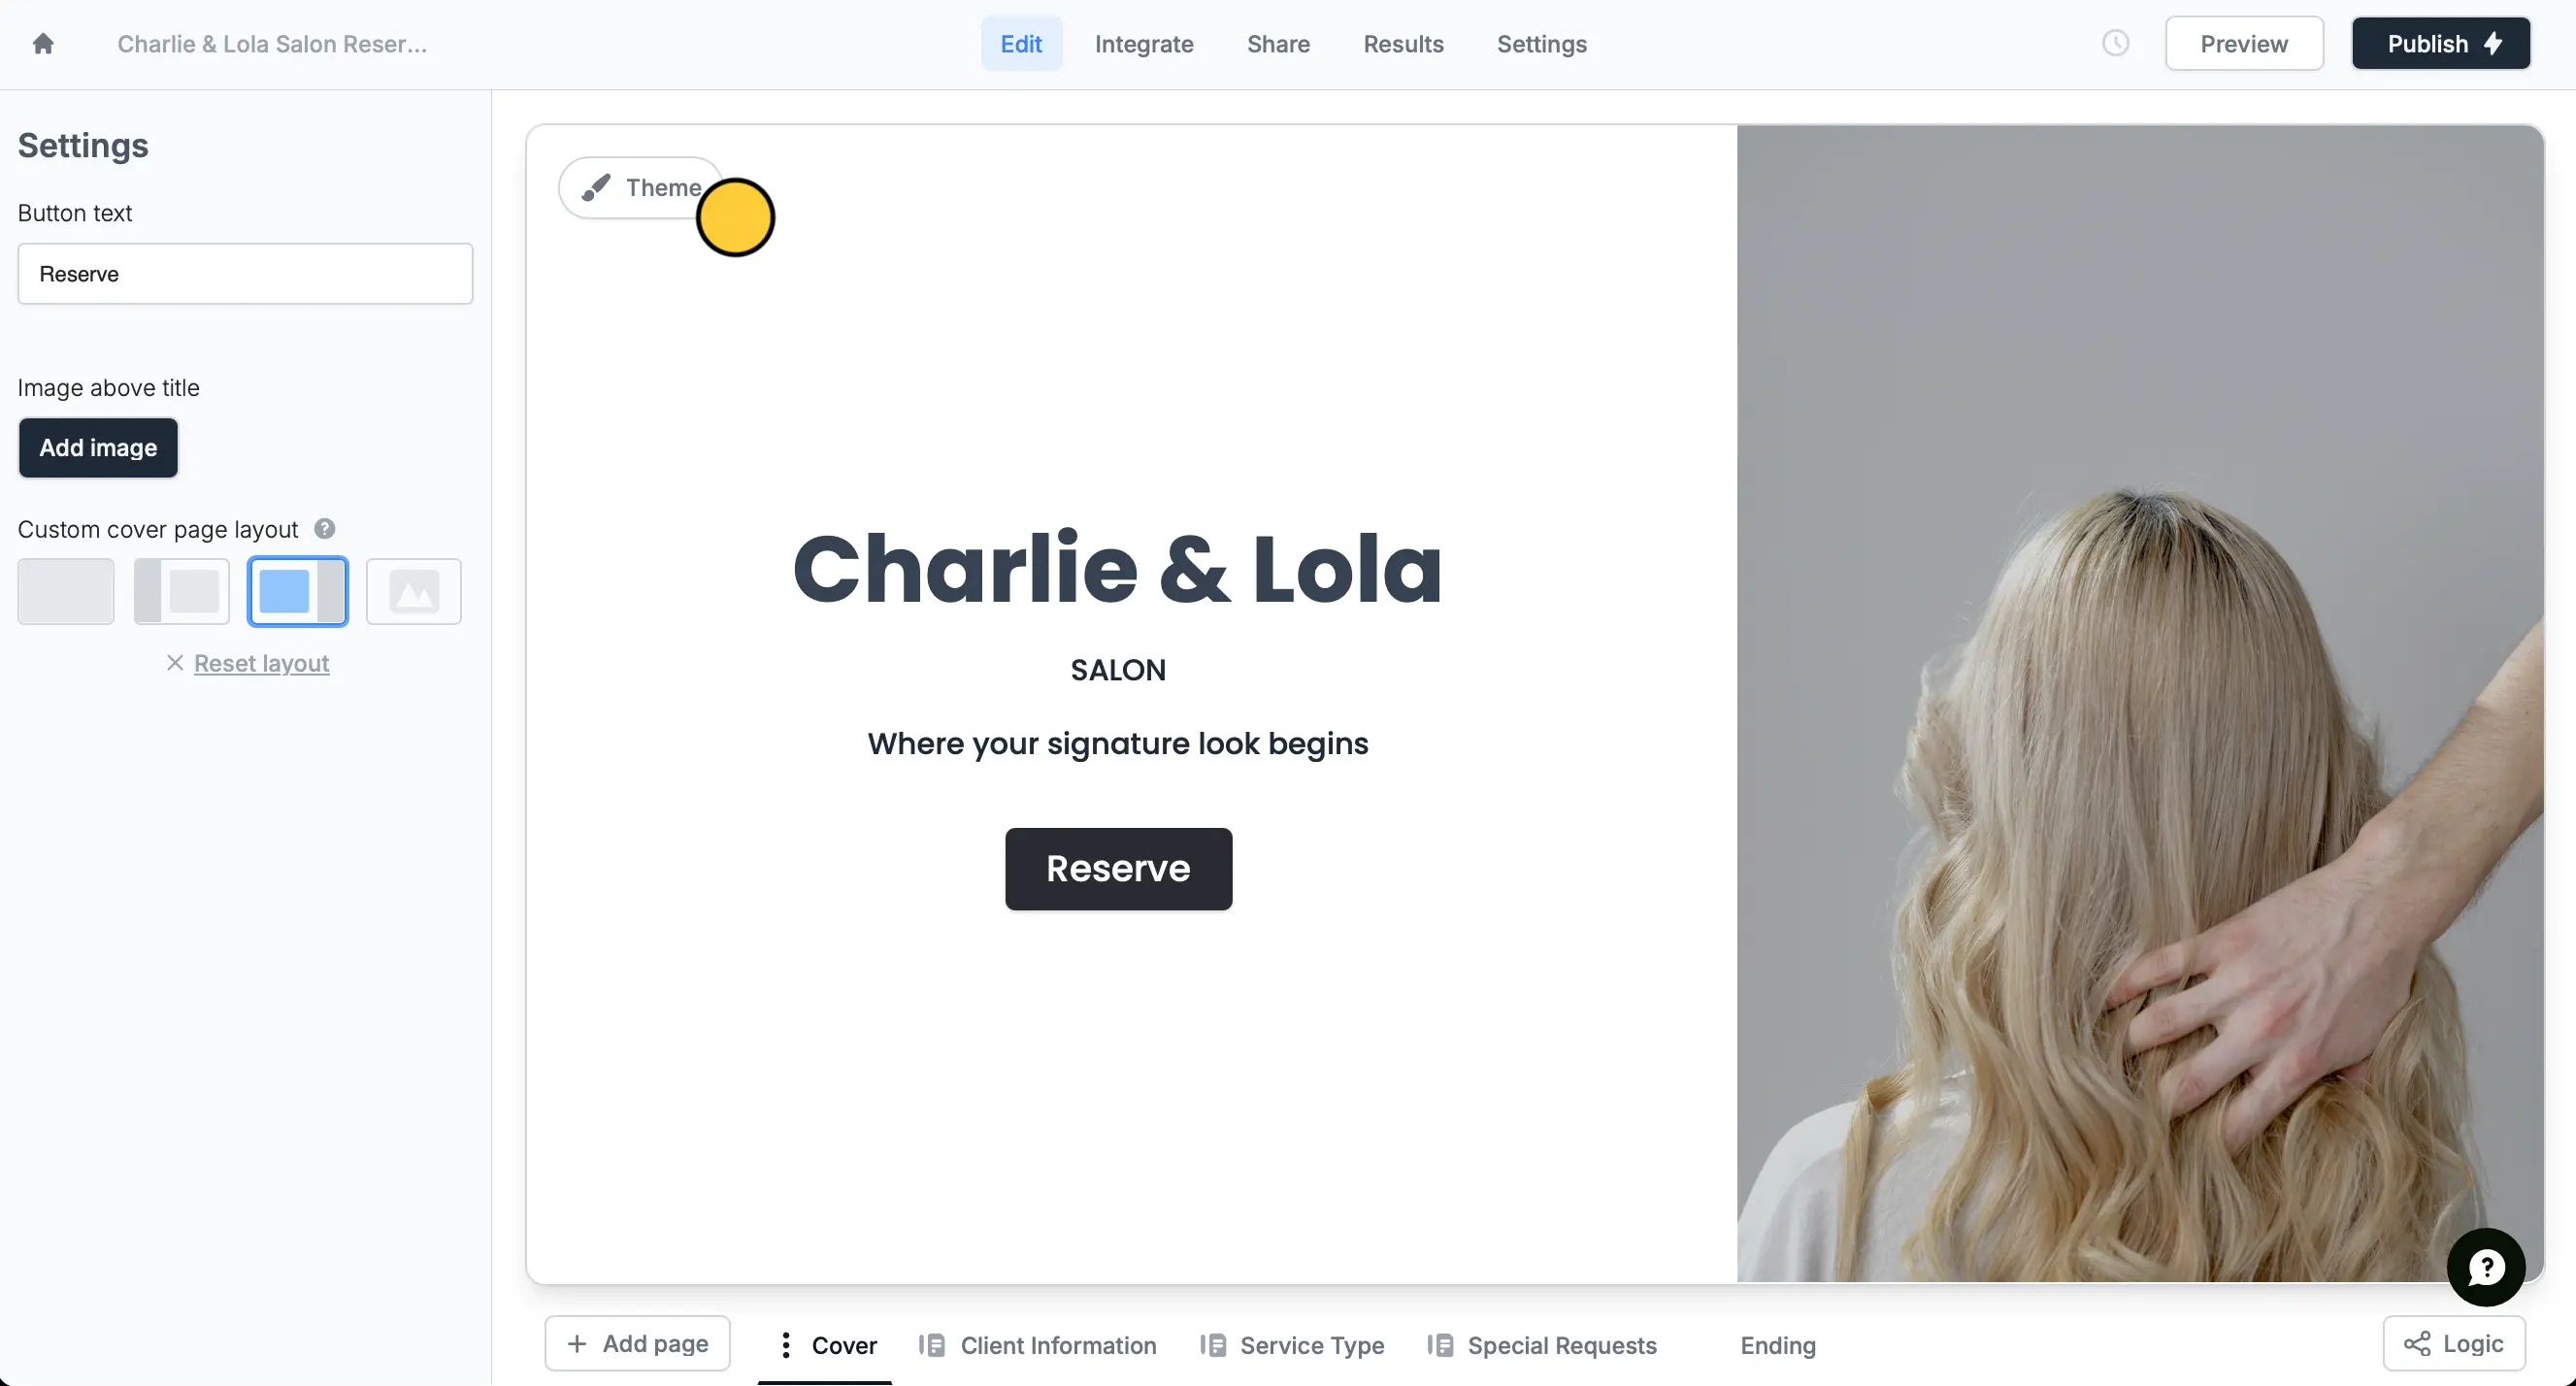 Charlie & Lola Salon Reser...
Edit
Integrate
Share
Results
Settings
Preview
Publish
Settings
Button text
Reserve
Image above title
Add image
Custom cover page layout
?
Reset layout
Theme
Charlie & Lola
SALON
Where your signature look begins
Reserve
?
+ Add page
Cover
Client Information
Service Type
Special Requests
Ending
Logic